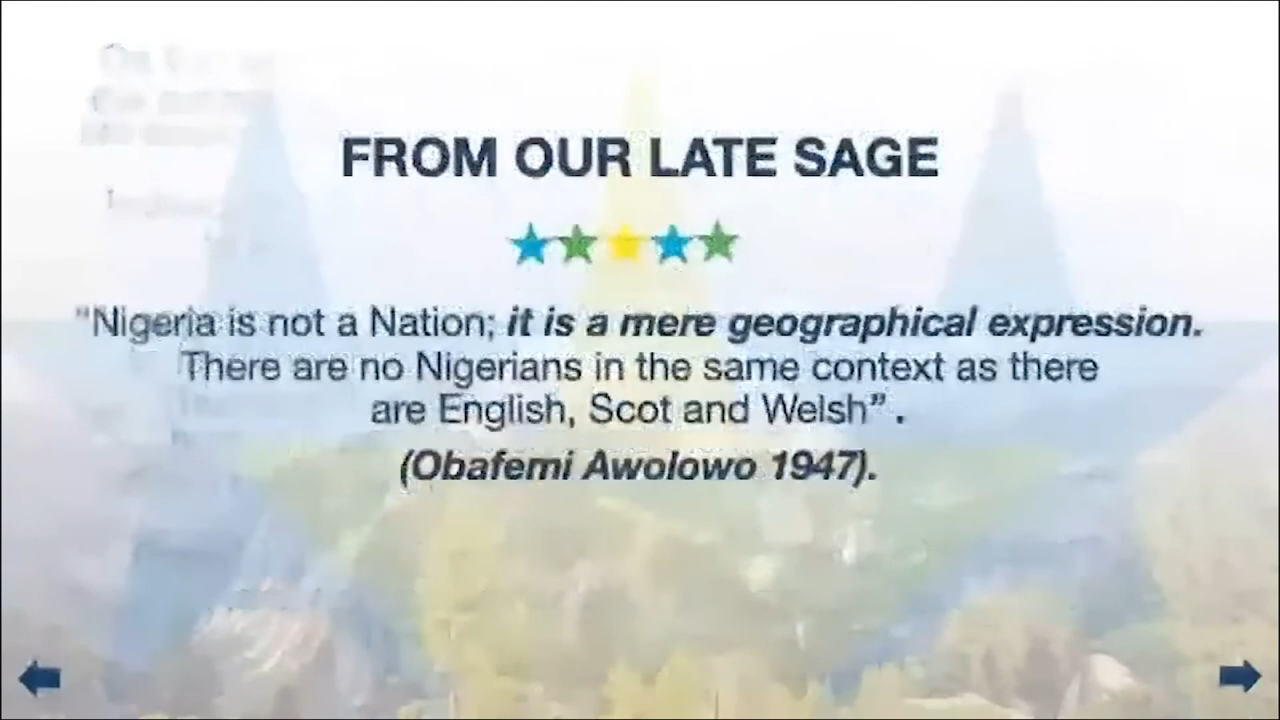 FROM OUR LATE SAGE
"Nigeria is not a Nation; it is a mere geographical expression.
There are no Nigerians in the same context as there
are English, Scot and Welsh” .
(Obafemi Awolowo 1947).